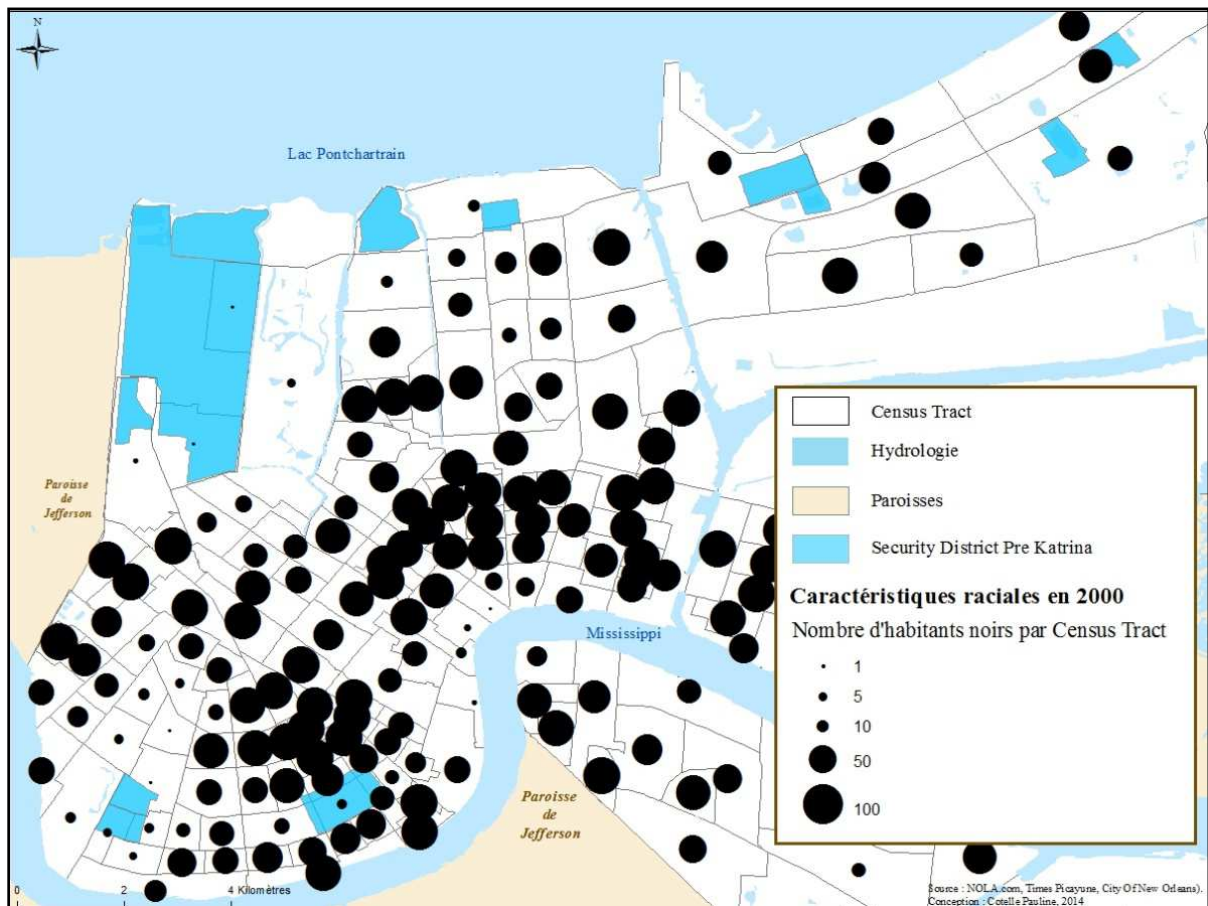 N
Lac Pontchartrain
Paroisse
de
Jefferson
Mississippi
Paroisse
de
Jefferson
Census Tract
Hydrologie
Paroisses
Security District Pre Katrina
Caractéristiques raciales en 2000
Nombre d'habitants noirs par Census Tract
1
5
10
50
100
0 2 4 Kilomètres
Source : NOLA.com, Times Picayune, City Of New Orleans).
Conception : Cotelle Pauline, 2014